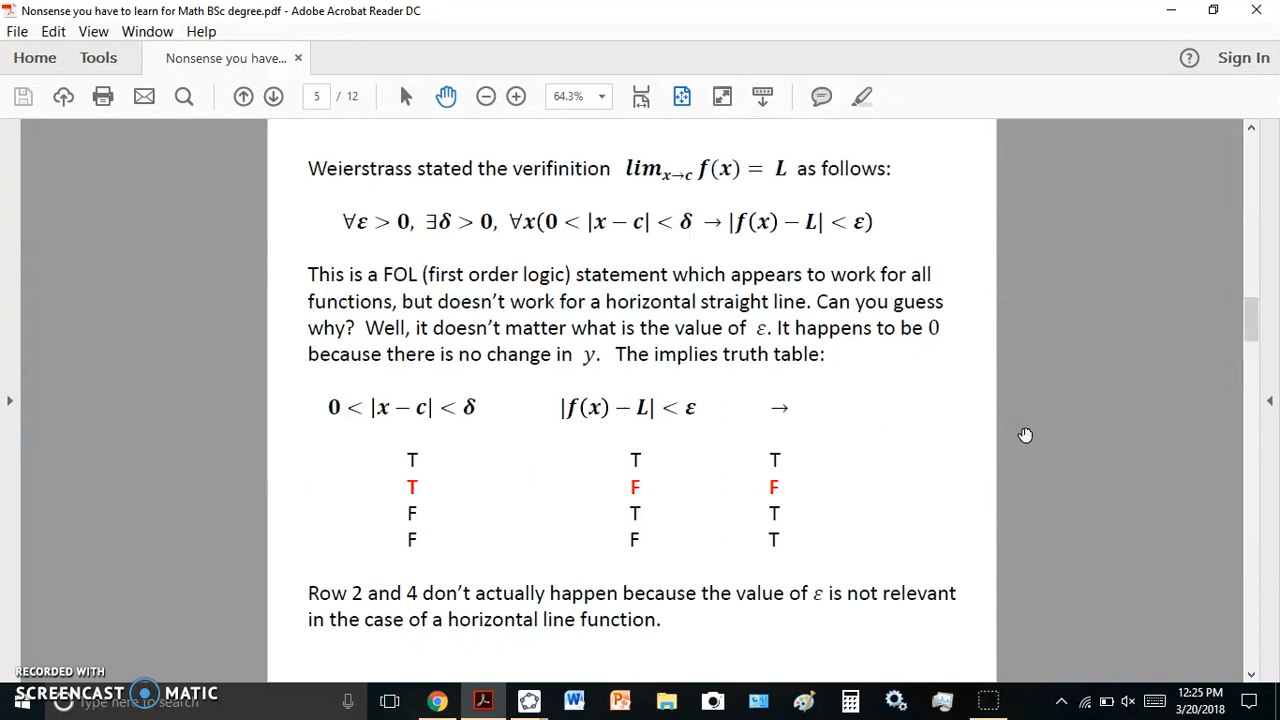 Nonsense you have to learn for Math BSc degree.pdf - Adobe Acrobat Reader DC
File Edit View Window Help
Home Tools Nonsense you have... × Sign In
5 / 12 64.3%
Weierstrass stated the verifinition lim_{x→c} f(x) = L as follows:
∀ε > 0, ∃δ > 0, ∀x(0 < |x − c| < δ → |f(x) − L| < ε)
This is a FOL (first order logic) statement which appears to work for all
functions, but doesn't work for a horizontal straight line. Can you guess
why? Well, it doesn't matter what is the value of ε. It happens to be 0
because there is no change in y. The implies truth table:
0 < |x − c| < δ |f(x) − L| < ε →
T T T
T F F
F T T
F F T
Row 2 and 4 don't actually happen because the value of ε is not relevant
in the case of a horizontal line function.
RECORDED WITH
SCREENCAST MATIC
Type here to search
12:25 PM
3/20/2018